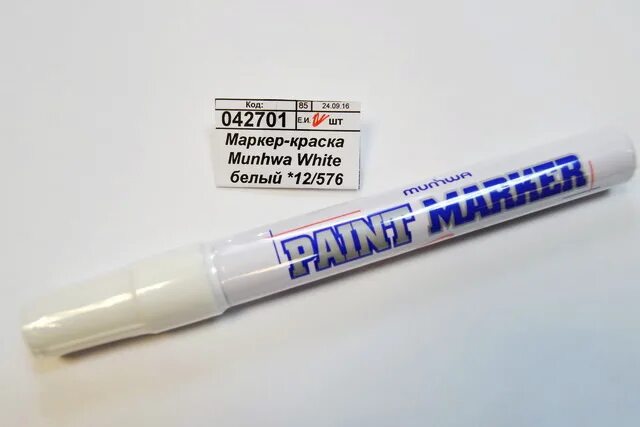 Код: 85 24.09.16
042701 Е.И. шт
Маркер-краска
Munhwa White
белый *12/576
munhwa
PAINT MARKER